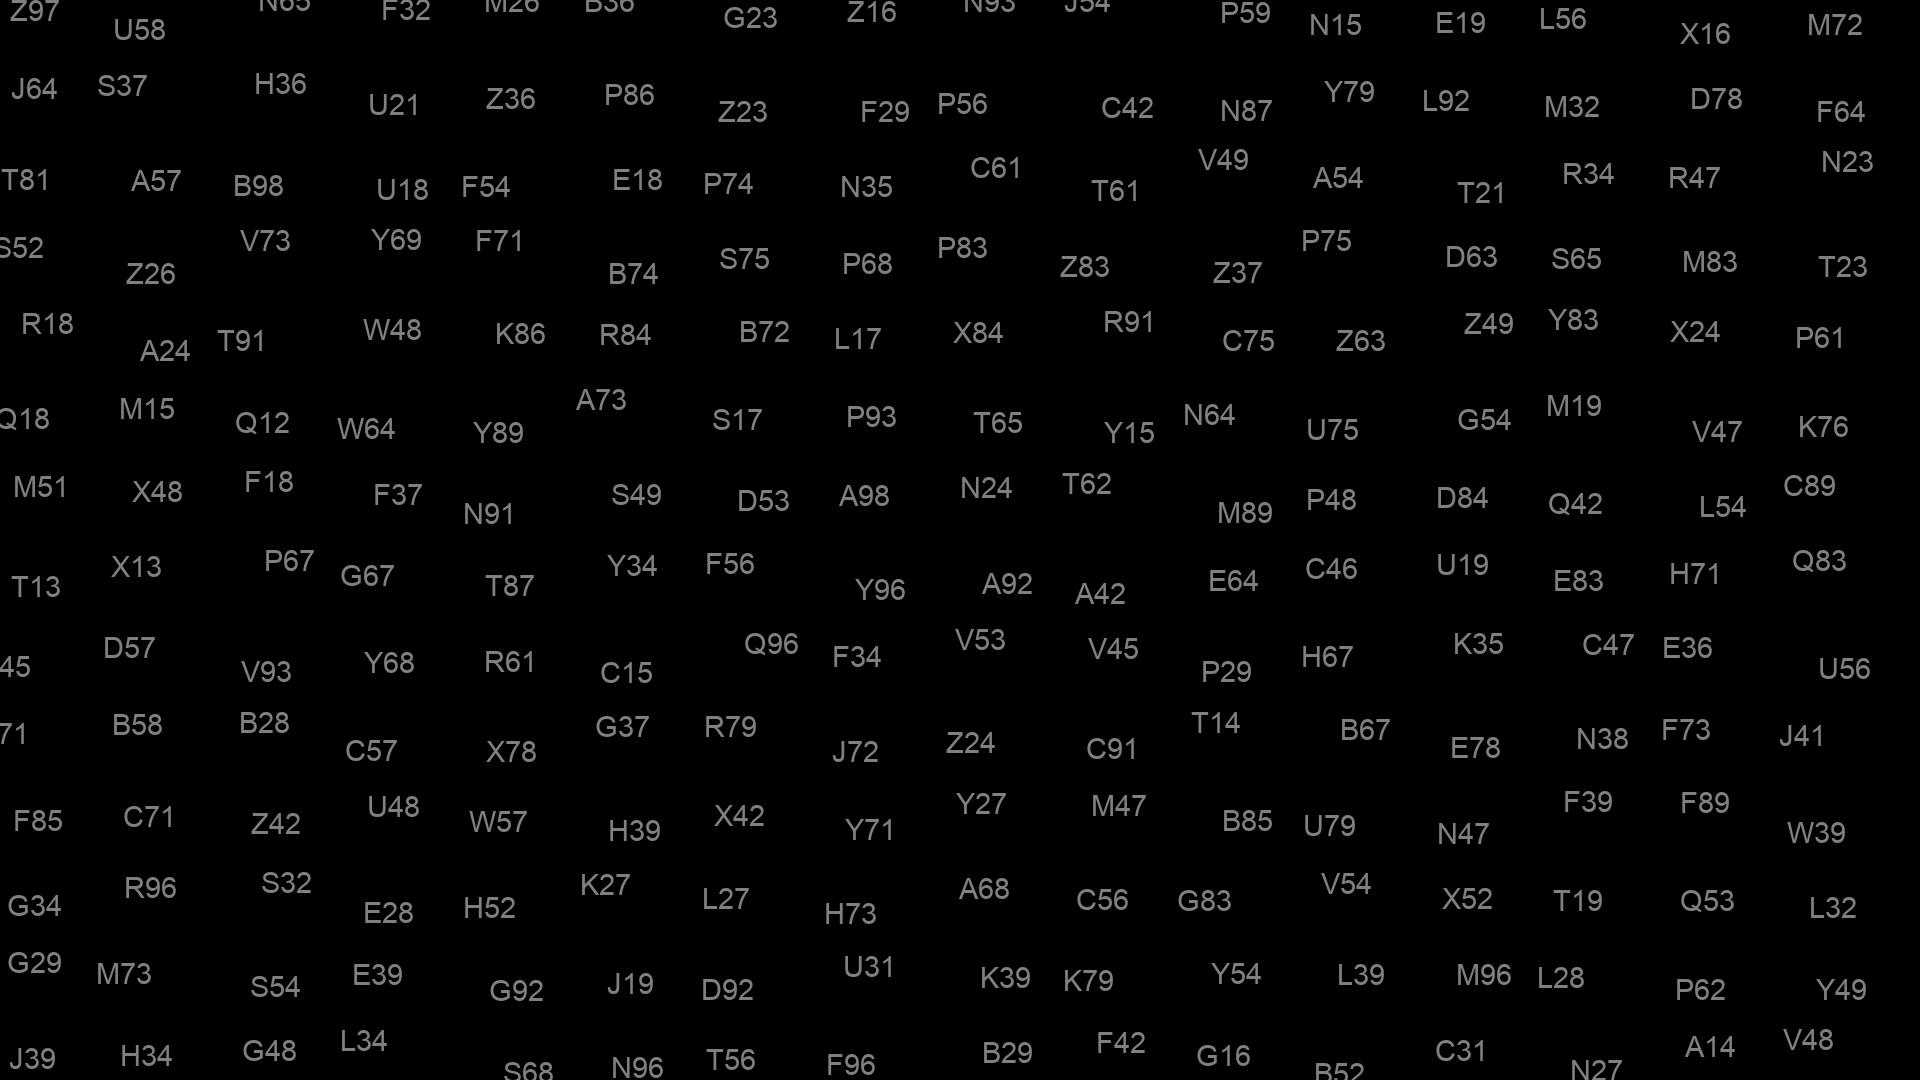 Z97 U58 N65 F32 M26 B36 G23 Z16 N93 J54 P59 N15 E19 L56 X16 M72
J64 S37 H36 U21 Z36 P86 Z23 F29 P56 C42 N87 Y79 L92 M32 D78 F64
T81 A57 B98 U18 F54 E18 P74 N35 C61 T61 V49 A54 T21 R34 R47 N23
S52 Z26 V73 Y69 F71 B74 S75 P68 P83 Z83 Z37 P75 D63 S65 M83 T23
R18 A24 T91 W48 K86 R84 B72 L17 X84 R91 C75 Z63 Z49 Y83 X24 P61
Q18 M15 Q12 W64 Y89 A73 S17 P93 T65 Y15 N64 U75 G54 M19 V47 K76
M51 X48 F18 F37 N91 S49 D53 A98 N24 T62 M89 P48 D84 Q42 L54 C89
T13 X13 P67 G67 T87 Y34 F56 Y96 A92 A42 E64 C46 U19 E83 H71 Q83
45 D57 V93 Y68 R61 C15 Q96 F34 V53 V45 P29 H67 K35 C47 E36 U56
71 B58 B28 C57 X78 G37 R79 J72 Z24 C91 T14 B67 E78 N38 F73 J41
F85 C71 Z42 U48 W57 H39 X42 Y71 Y27 M47 B85 U79 N47 F39 F89 W39
G34 R96 S32 E28 H52 K27 L27 H73 A68 C56 G83 V54 X52 T19 Q53 L32
G29 M73 S54 E39 G92 J19 D92 U31 K39 K79 Y54 L39 M96 L28 P62 Y49
J39 H34 G48 L34 S68 N96 T56 F96 B29 F42 G16 B52 C31 N27 A14 V48